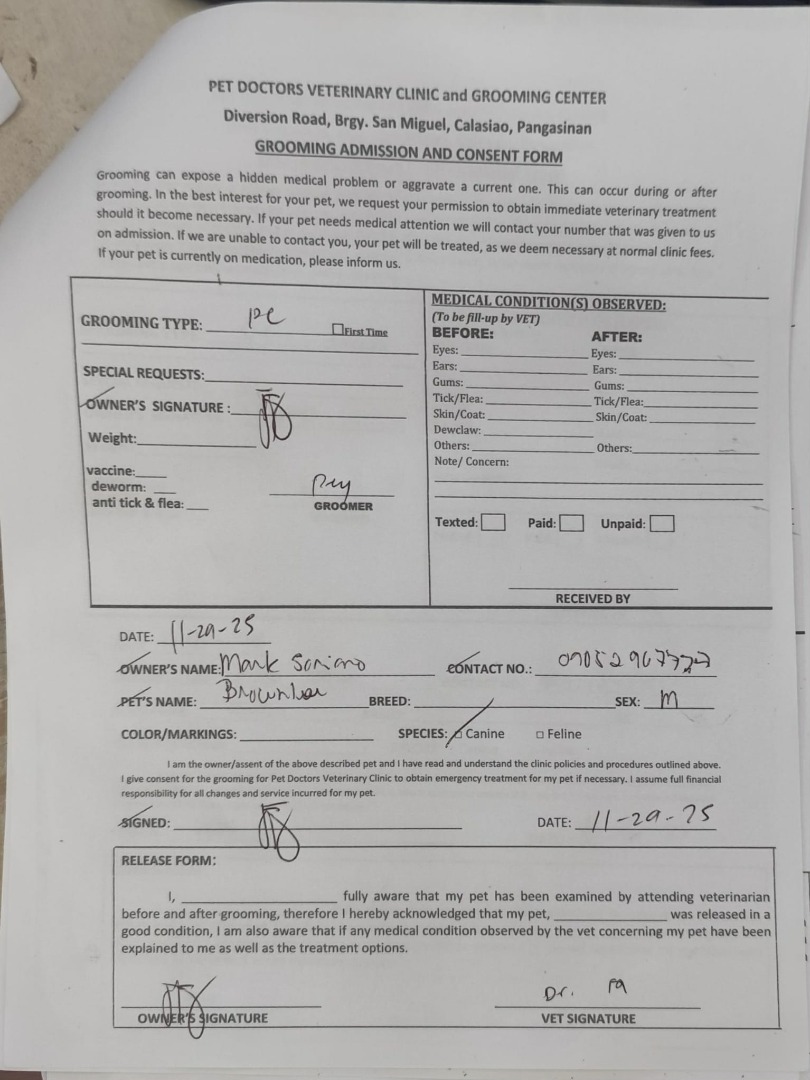 PET DOCTORS VETERINARY CLINIC and GROOMING CENTER
Diversion Road, Brgy. San Miguel, Calasiao, Pangasinan
GROOMING ADMISSION AND CONSENT FORM
Grooming can expose a hidden medical problem or aggravate a current one. This can occur during or after
grooming. In the best interest for your pet, we request your permission to obtain immediate veterinary treatment
should it become necessary. If your pet needs medical attention we will contact your number that was given to us
on admission. If we are unable to contact you, your pet will be treated, as we deem necessary at normal clinic fees.
If your pet is currently on medication, please inform us.
GROOMING TYPE: ☐First Time
SPECIAL REQUESTS:
OWNER'S SIGNATURE :
Weight:
vaccine:
deworm:
anti tick & flea:
GROOMER
MEDICAL CONDITION(S) OBSERVED:
(To be fill-up by VET)
BEFORE: AFTER:
Eyes: Eyes:
Ears: Ears:
Gums: Gums:
Tick/Flea: Tick/Flea:
Skin/Coat: Skin/Coat:
Dewclaw:
Others: Others:
Note/ Concern:
Texted: Paid: Unpaid:
RECEIVED BY
DATE: 11-29-25
OWNER'S NAME: Mark Soriano CONTACT NO.:
PET'S NAME: BREED: SEX: M
COLOR/MARKINGS: SPECIES: Canine Feline
I am the owner/assent of the above described pet and I have read and understand the clinic policies and procedures outlined above.
I give consent for the grooming for Pet Doctors Veterinary Clinic to obtain emergency treatment for my pet if necessary. I assume full financial
responsibility for all changes and service incurred for my pet.
SIGNED: DATE: 11-29-25
RELEASE FORM:
I, fully aware that my pet has been examined by attending veterinarian
before and after grooming, therefore I hereby acknowledged that my pet, was released in a
good condition, I am also aware that if any medical condition observed by the vet concerning my pet have been
explained to me as well as the treatment options.
Dr.
OWNER'S SIGNATURE VET SIGNATURE